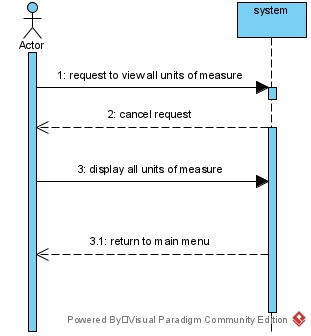 system
Actor
1: request to view all units of measure
2: cancel request
3: display all units of measure
3.1: return to main menu
Powered By Visual Paradigm Community Edition